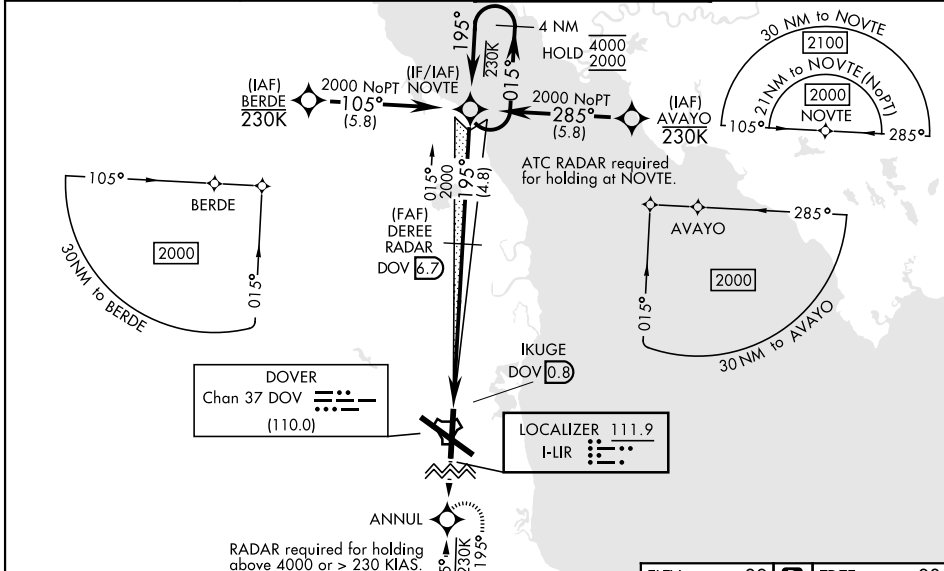 4 NM
HOLD 4000
2000
195°
230K
015°
(IAF)
BERDE
230K
2000 NoPT
105°
(5.8)
(IF/IAF)
NOVTE
2000 NoPT
285°
(5.8)
(IAF)
AVAYO
230K
30 NM to NOVTE
2100
21NM to NOVTE (NoPT)
2000
NOVTE
105°
285°
ATC RADAR required
for holding at NOVTE.
015°
2000
195°
(4.8)
105°
BERDE
2000
015°
30NM to BERDE
(FAF)
DEREE
RADAR
DOV 6.7
AVAYO
285°
2000
015°
30 NM to AVAYO
IKUGE
DOV 0.8
DOVER
Chan 37 DOV
(110.0)
LOCALIZER 111.9
I-LIR
ANNUL
230K
195°
RADAR required for holding
above 4000 or > 230 KIAS.